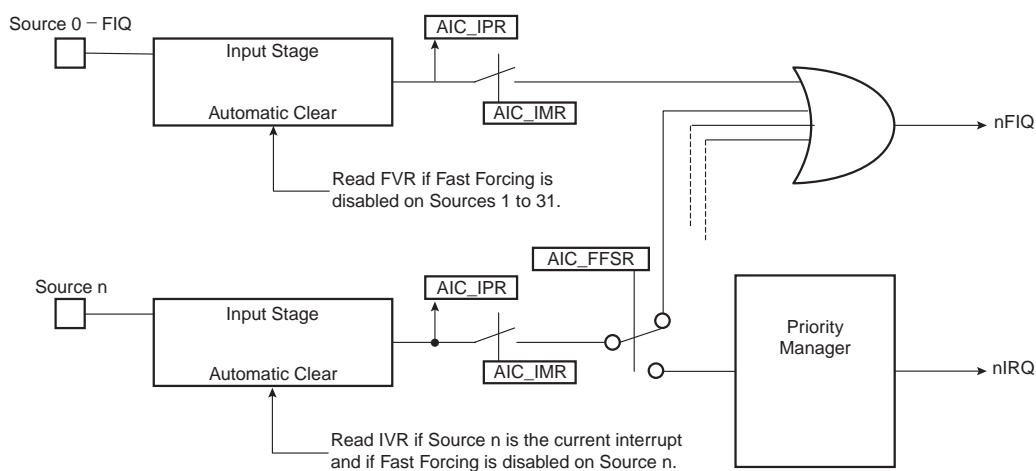 Source 0 – FIQ
AIC_IPR
Input Stage
Automatic Clear
AIC_IMR
nFIQ
Read FVR if Fast Forcing is
disabled on Sources 1 to 31.
AIC_FFSR
Source n
AIC_IPR
Input Stage
Priority
Manager
Automatic Clear
AIC_IMR
nIRQ
Read IVR if Source n is the current interrupt
and if Fast Forcing is disabled on Source n.